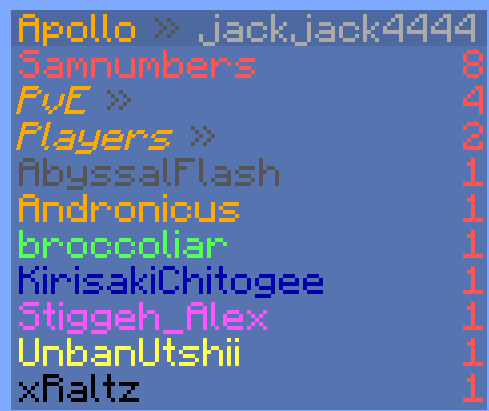 Apollo » jackjack4444
Samnumbers 8
PvE » 4
Players » 2
AbyssalFlash 1
Andronicus 1
broccoliar 1
KirisakiChitogee 1
Stiggeh_Alex 1
UnbanUtshii 1
xRaltz 1